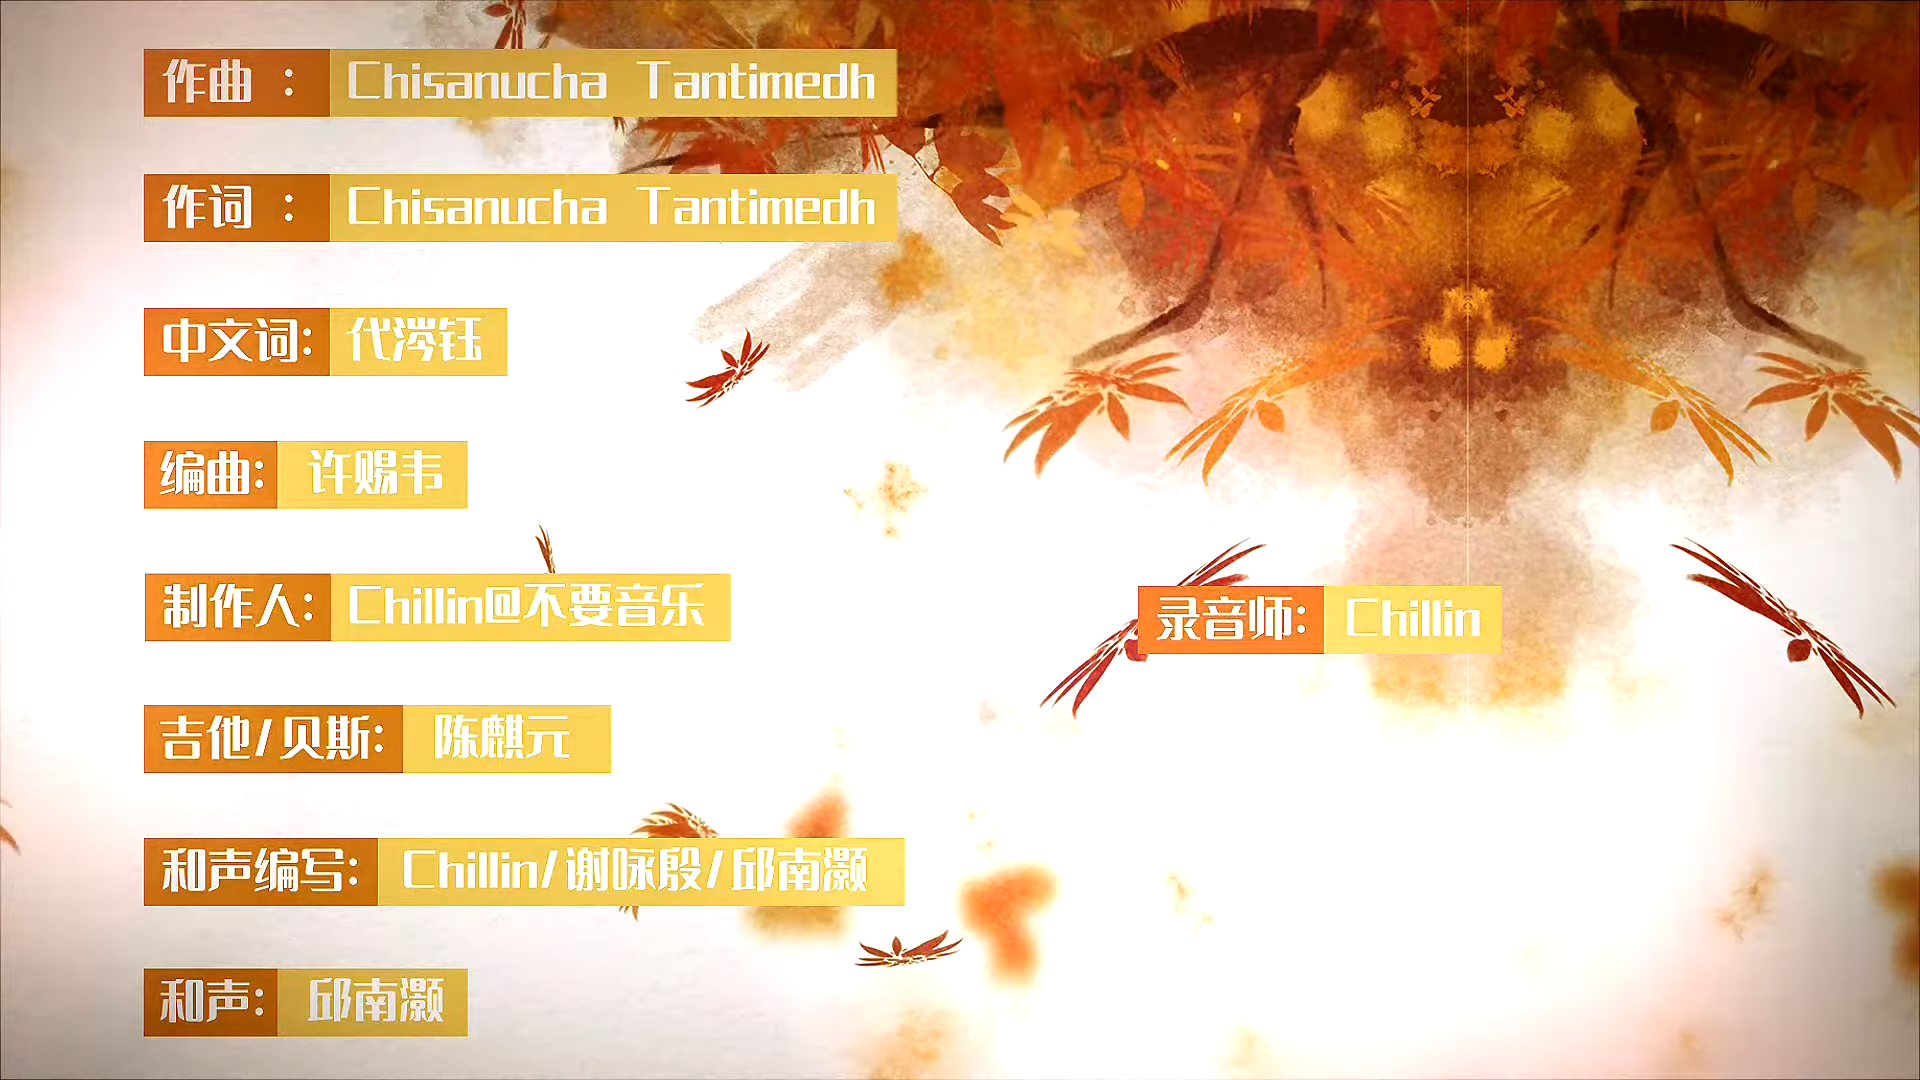 作曲 : Chisanucha Tantimedh
作词 : Chisanucha Tantimedh
中文词: 代涔钰
编曲: 许赐韦
制作人: Chillin@不要音乐
录音师: Chillin
吉他/贝斯: 陈麒元
和声编写: Chillin/谢咏殷/邱南灏
和声: 邱南灏